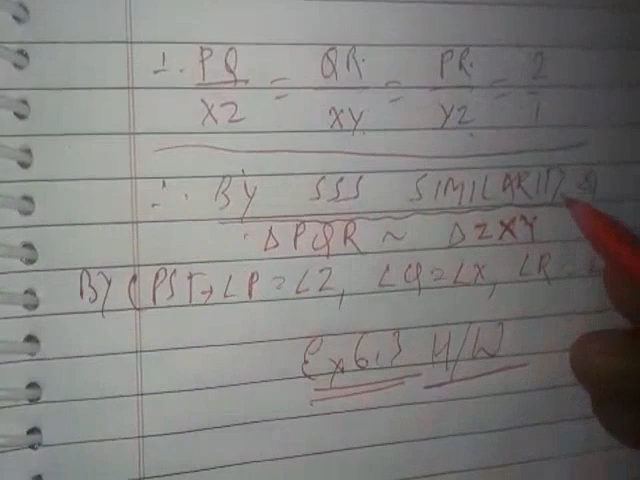 ∴ PQ/XZ = QR/XY = PR/YZ = 2/1
∴ BY SSS SIMILARITY
ΔPQR ~ ΔZXY
BY CPST→ ∠P = ∠Z, ∠Q = ∠X, ∠R = ∠
Ex 6.3 H/W